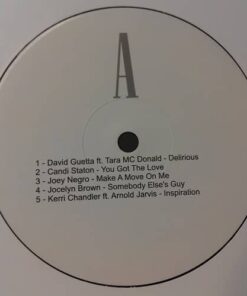 A
1 - David Guetta ft. Tara MC Donald - Delirious
2 - Candi Staton - You Got The Love
3 - Joey Negro - Make A Move On Me
4 - Jocelyn Brown - Somebody Else's Guy
5 - Kerri Chandler ft. Arnold Jarvis - Inspiration